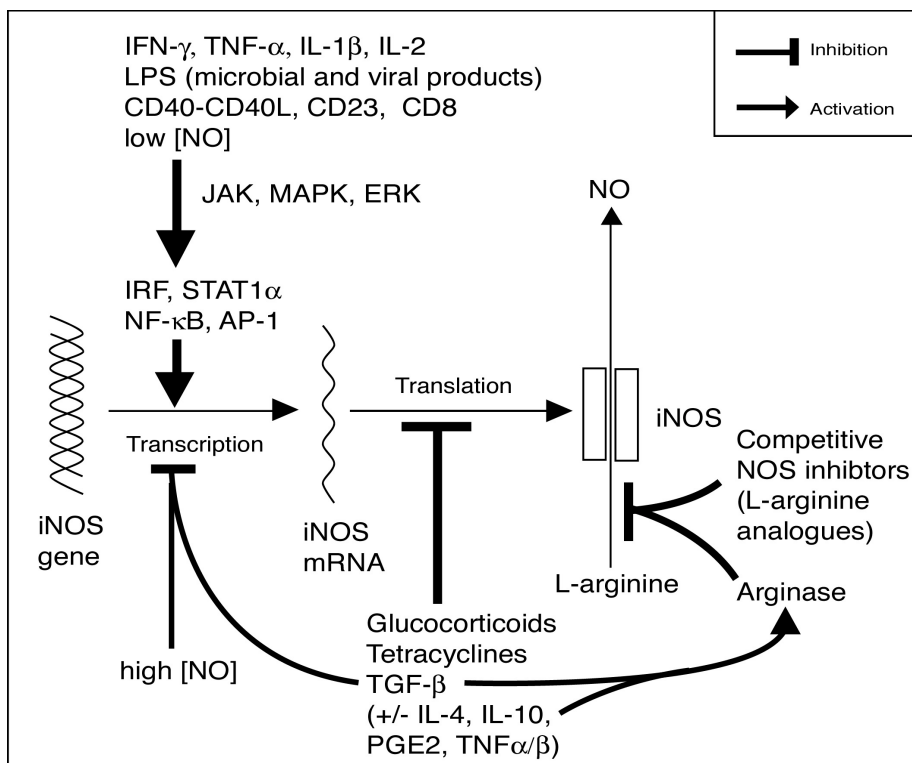 IFN-γ, TNF-α, IL-1β, IL-2
LPS (microbial and viral products)
CD40-CD40L, CD23, CD8
low [NO]
Inhibition
Activation
JAK, MAPK, ERK
NO
IRF, STAT1α
NF-κB, AP-1
Translation
Transcription
iNOS
Competitive
NOS inhibtors
(L-arginine
analogues)
iNOS
gene
iNOS
mRNA
L-arginine
Arginase
Glucocorticoids
Tetracyclines
TGF-β
(+/- IL-4, IL-10,
PGE2, TNFα/β)
high [NO]